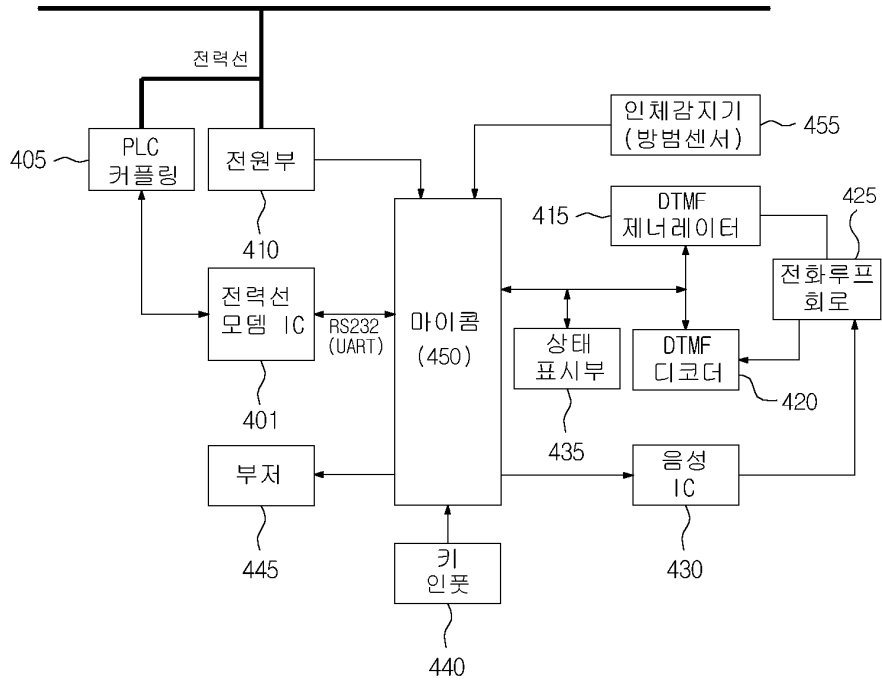 전력선
PLC
커플링
405
전원부
410
인체감지기
(방범센서)
455
DTMF
제너레이터
415
425
전화루프
회로
전력선
모뎀 IC
401
RS232
(UART)
마이콤
(450)
상태
표시부
435
DTMF
디코더
420
부저
445
음성
IC
430
키
인풋
440